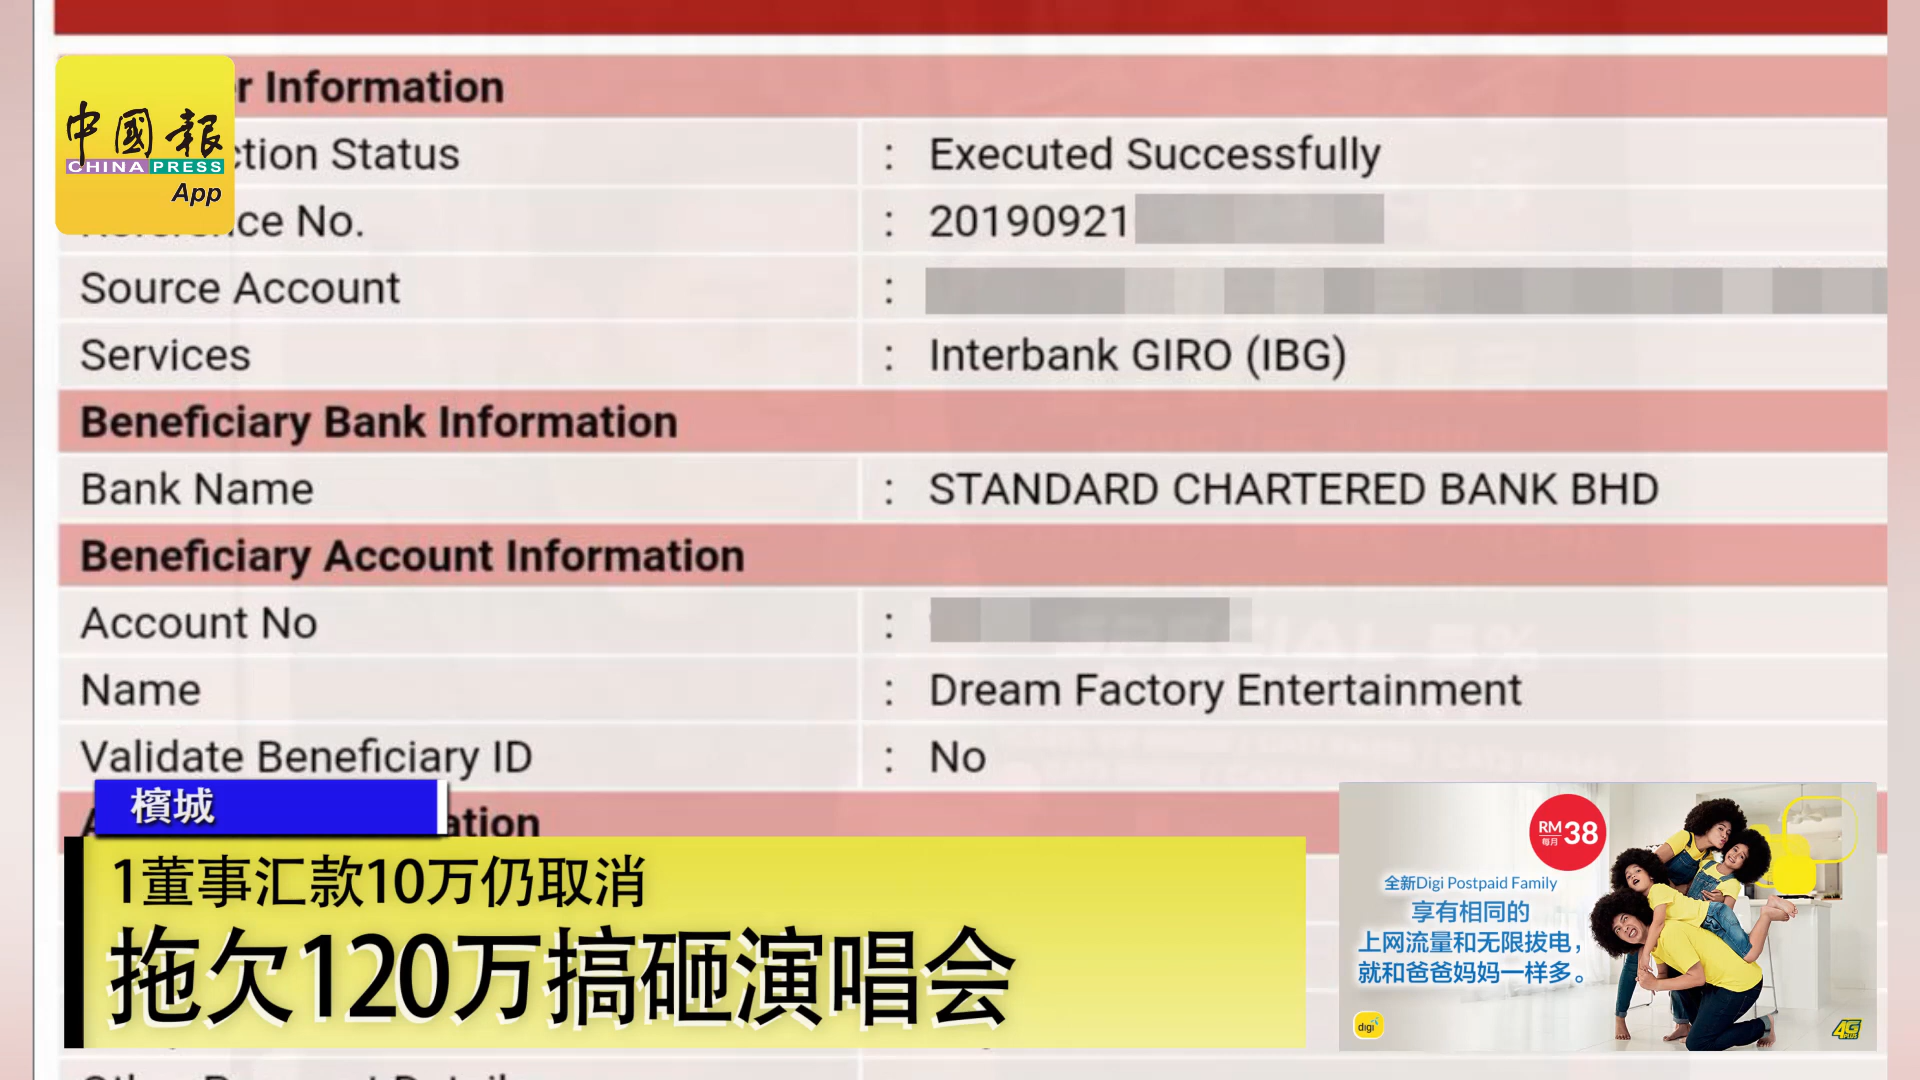 中國報
CHINA PRESS
App
r Information
ction Status : Executed Successfully
ce No. : 20190921
Source Account :
Services : Interbank GIRO (IBG)
Beneficiary Bank Information
Bank Name : STANDARD CHARTERED BANK BHD
Beneficiary Account Information
Account No :
Name : Dream Factory Entertainment
Validate Beneficiary ID : No
ation
檳城
1董事汇款10万仍取消
拖欠120万搞砸演唱会
RM38
每月
全新Digi Postpaid Family
享有相同的
上网流量和无限拨电，
就和爸爸妈妈一样多。
digi
4G
PLUS